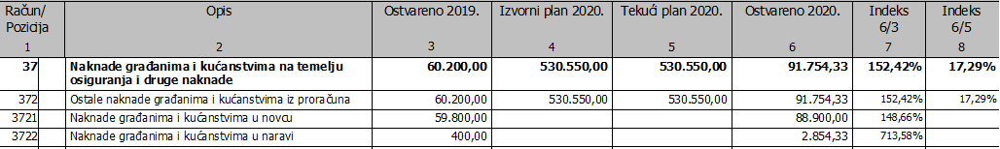 Račun/ Pozicija Opis Ostvareno 2019. Izvorni plan 2020. Tekući plan 2020. Ostvareno 2020. Indeks 6/3 Indeks 6/5
1 2 3 4 5 6 7 8
37 Naknade građanima i kućanstvima na temelju osiguranja i druge naknade 60.200,00 530.550,00 530.550,00 91.754,33 152,42% 17,29%
372 Ostale naknade građanima i kućanstvima iz proračuna 60.200,00 530.550,00 530.550,00 91.754,33 152,42% 17,29%
3721 Naknade građanima i kućanstvima u novcu 59.800,00 88.900,00 148,66%
3722 Naknade građanima i kućanstvima u naravi 400,00 2.854,33 713,58%